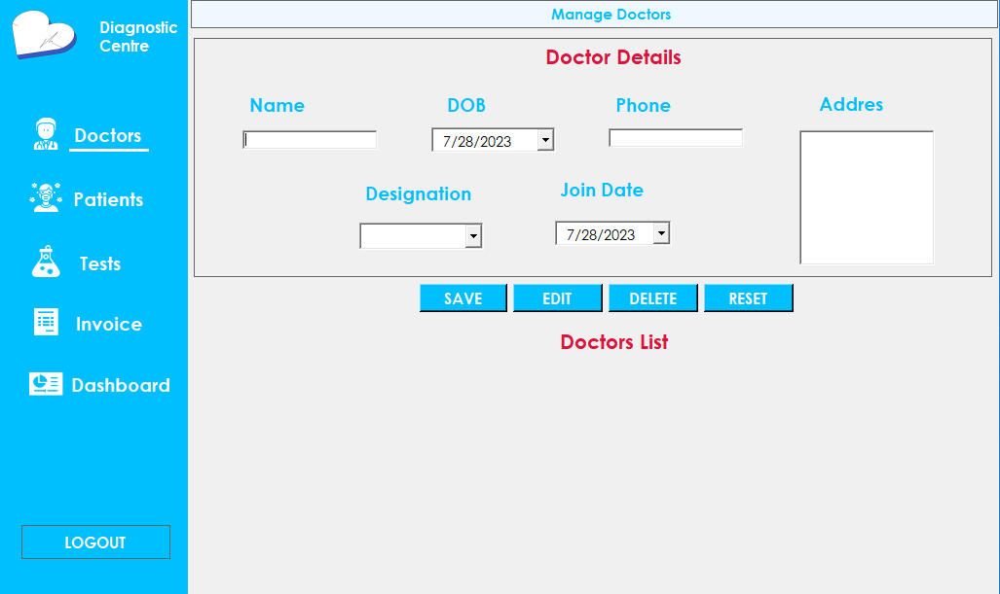 Diagnostic
Centre
Doctors
Patients
Tests
Invoice
Dashboard
LOGOUT
Manage Doctors
Doctor Details
Name DOB Phone Addres
7/28/2023
Designation Join Date
7/28/2023
SAVE EDIT DELETE RESET
Doctors List